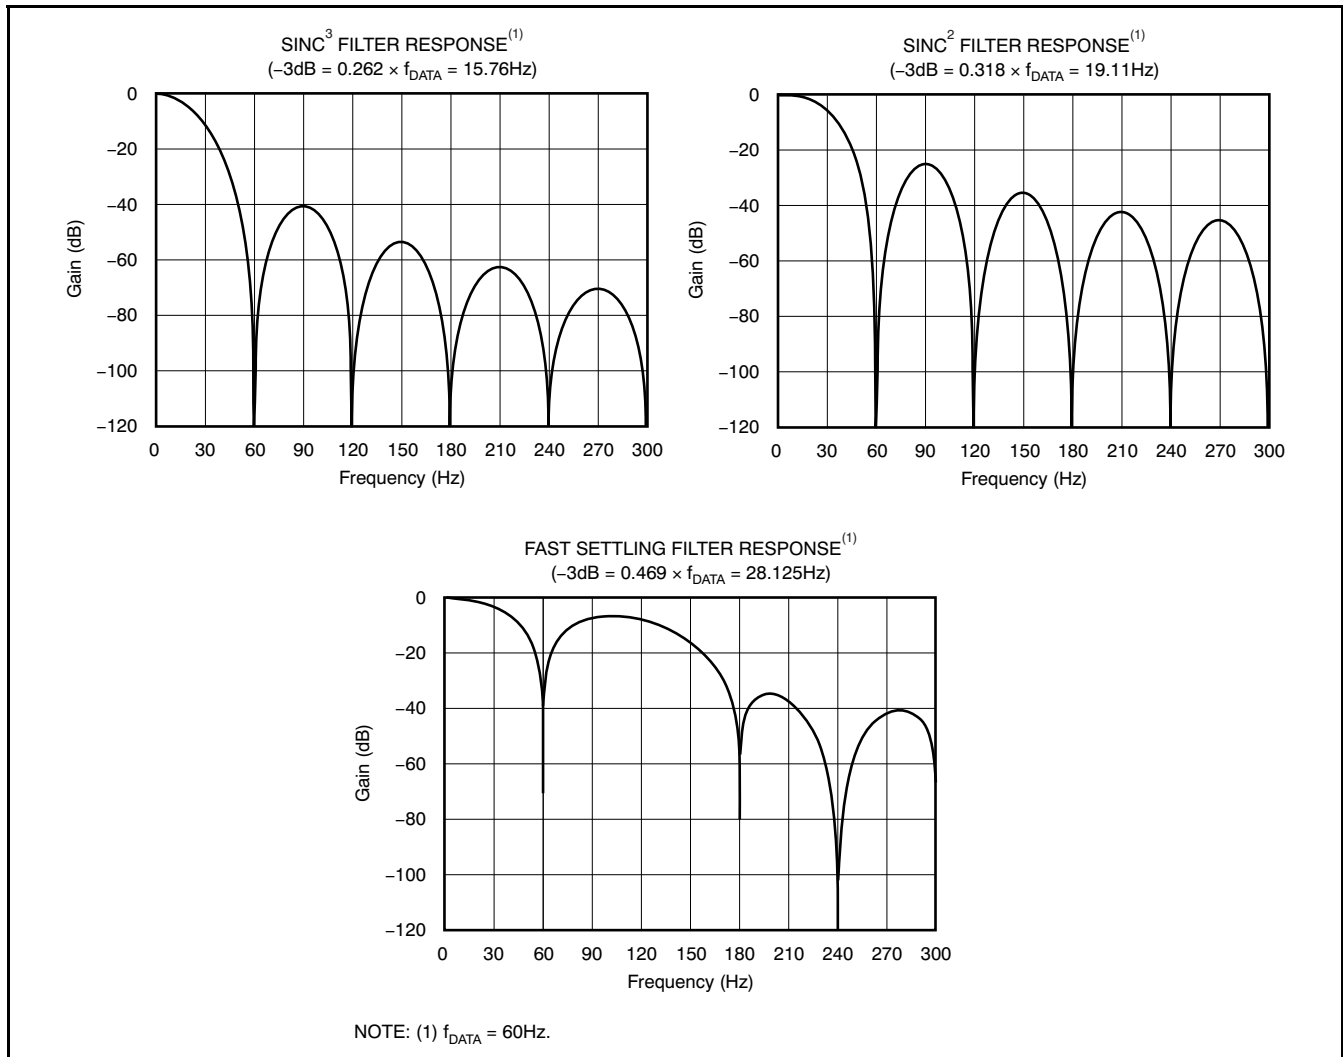 SINC³ FILTER RESPONSE(1)
(−3dB = 0.262 × fDATA = 15.76Hz)
0
−20
−40
−60
−80
−100
−120
Gain (dB)
0 30 60 90 120 150 180 210 240 270 300
Frequency (Hz)
SINC² FILTER RESPONSE(1)
(−3dB = 0.318 × fDATA = 19.11Hz)
0
−20
−40
−60
−80
−100
−120
Gain (dB)
0 30 60 90 120 150 180 210 240 270 300
Frequency (Hz)
FAST SETTLING FILTER RESPONSE(1)
(−3dB = 0.469 × fDATA = 28.125Hz)
0
−20
−40
−60
−80
−100
−120
Gain (dB)
0 30 60 90 120 150 180 210 240 270 300
Frequency (Hz)
NOTE: (1) fDATA = 60Hz.